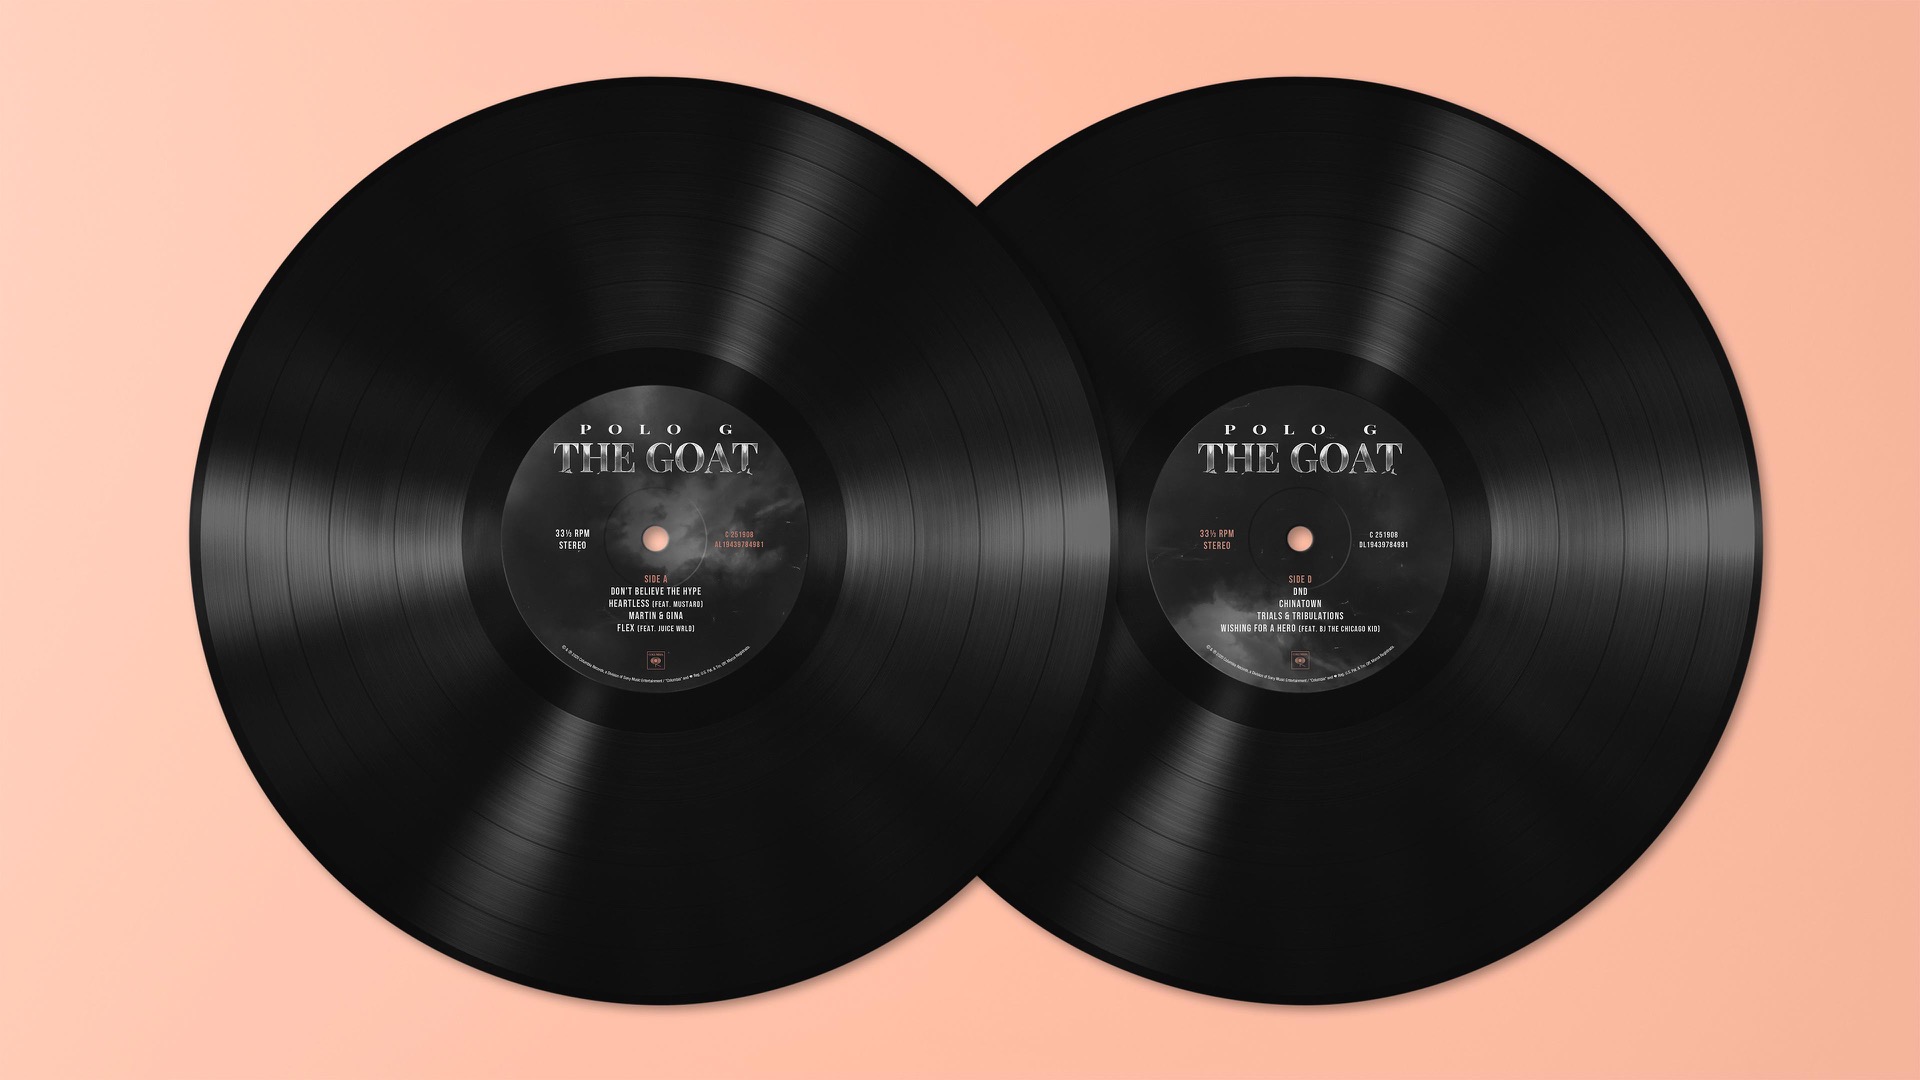 POLO G
THE GOAT
33⅓ RPM
STEREO
C 251908
AL19439784981
SIDE A
DON'T BELIEVE THE HYPE
HEARTLESS (FEAT. MUSTARD)
MARTIN & GINA
FLEX (FEAT. JUICE WRLD)
COLUMBIA
POLO G
THE GOAT
33⅓ RPM
STEREO
C 251908
DL19439784981
SIDE D
DND
CHINATOWN
TRIALS & TRIBULATIONS
WISHING FOR A HERO (FEAT. BJ THE CHICAGO KID)
COLUMBIA